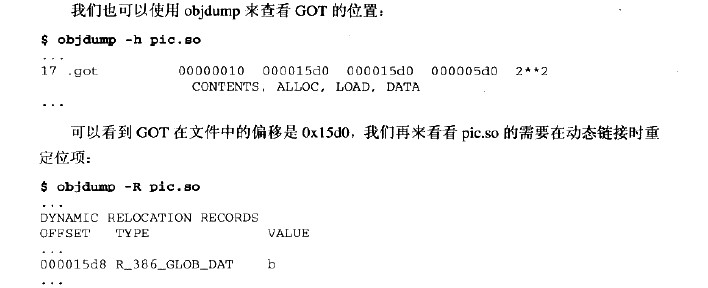 我们也可以使用 objdump 来查看 GOT 的位置：
$ objdump -h pic.so
...
17 .got 00000010 000015d0 000015d0 000005d0 2**2
CONTENTS, ALLOC, LOAD, DATA
...
可以看到 GOT 在文件中的偏移是 0x15d0，我们再来看看 pic.so 的需要在动态链接时重
定位项：
$ objdump -R pic.so
...
DYNAMIC RELOCATION RECORDS
OFFSET TYPE VALUE
...
000015d8 R_386_GLOB_DAT b
...